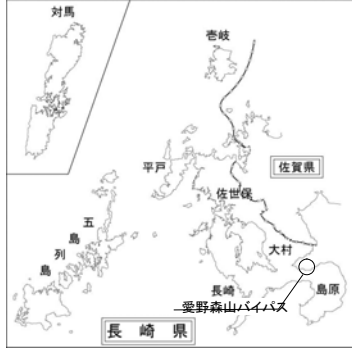 対馬
壱岐
平戸
佐賀県
佐世保
五島列島
大村
長崎
島原
愛野森山バイパス
長崎県